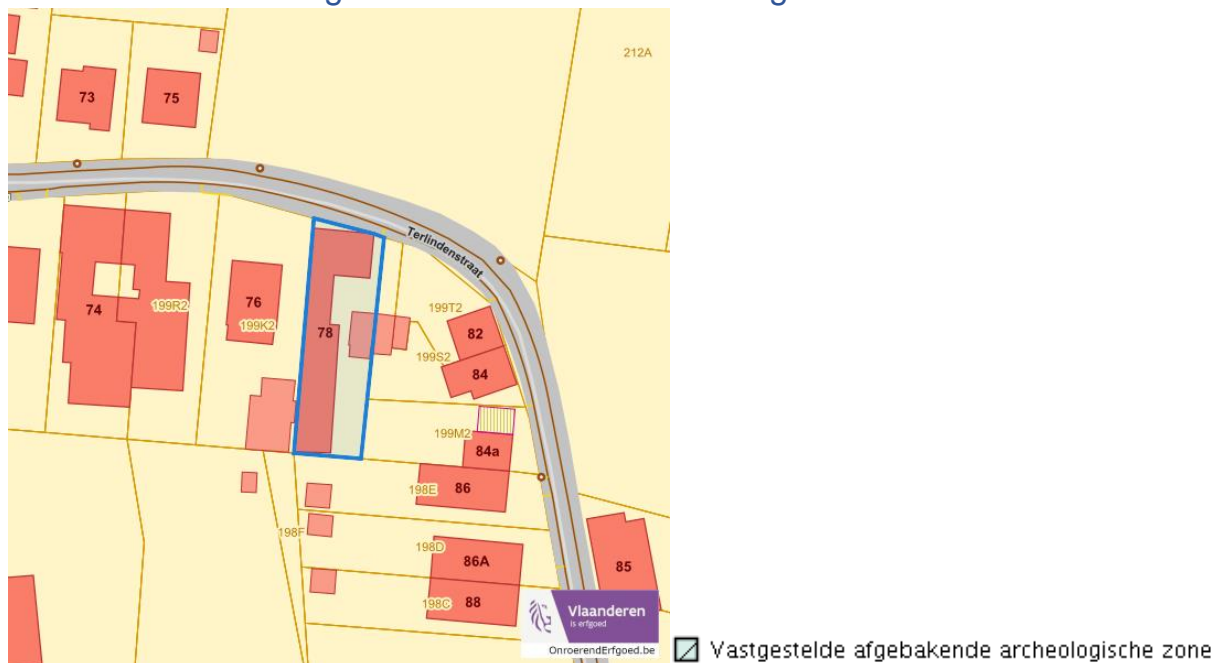 212A
73
75
Terlindenstraat
74
199R2
76
199K2
78
199T2
82
199S2
84
199M2
84a
198E
86
198F
198D
86A
85
198C
88
Vlaanderen
is erfgoed
OnroerendErfgoed.be
Vastgestelde afgebakende archeologische zone